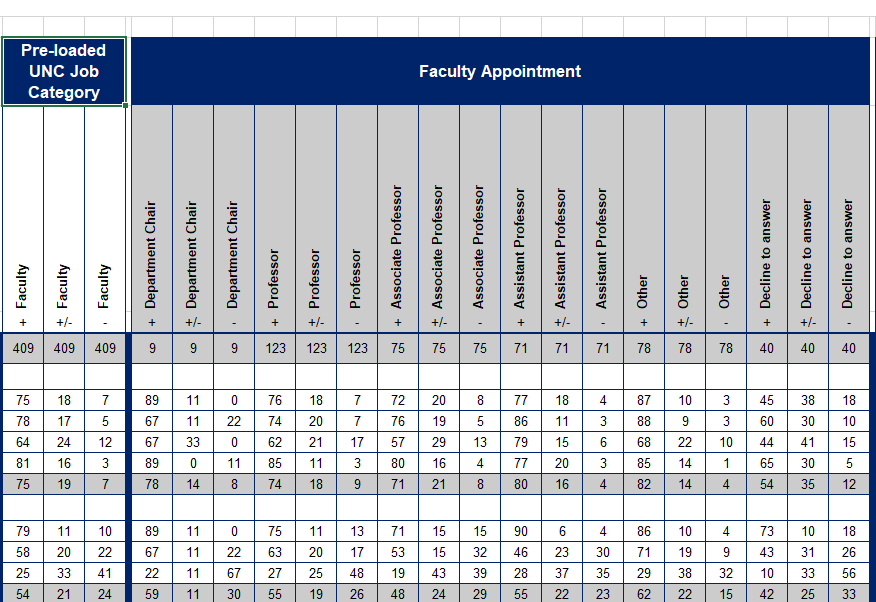 Pre-loaded
UNC Job
Category
Faculty Appointment
+ Faculty
+/- Faculty
- Faculty
+ Department Chair
+/- Department Chair
- Department Chair
+ Professor
+/- Professor
- Professor
+ Associate Professor
+/- Associate Professor
- Associate Professor
+ Assistant Professor
+/- Assistant Professor
- Assistant Professor
+ Other
+/- Other
- Other
+ Decline to answer
+/- Decline to answer
- Decline to answer
409 409 409 9 9 9 123 123 123 75 75 75 71 71 71 78 78 78 40 40 40
75 18 7 89 11 0 76 18 7 72 20 8 77 18 4 87 10 3 45 38 18
78 17 5 67 11 22 74 20 7 76 19 5 86 11 3 88 9 3 60 30 10
64 24 12 67 33 0 62 21 17 57 29 13 79 15 6 68 22 10 44 41 15
81 16 3 89 0 11 85 11 3 80 16 4 77 20 3 85 14 1 65 30 5
75 19 7 78 14 8 74 18 9 71 21 8 80 16 4 82 14 4 54 35 12
79 11 10 89 11 0 75 11 13 71 15 15 90 6 4 86 10 4 73 10 18
58 20 22 67 11 22 63 20 17 53 15 32 46 23 30 71 19 9 43 31 26
25 33 41 22 11 67 27 25 48 19 43 39 28 37 35 29 38 32 10 33 56
54 21 24 59 11 30 55 19 26 48 24 29 55 22 23 62 22 15 42 25 33